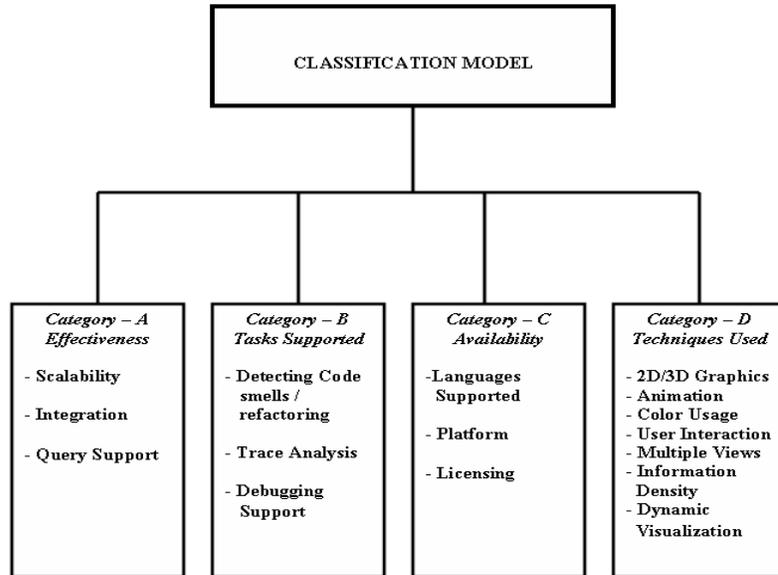 CLASSIFICATION MODEL
Category – A
Effectiveness
- Scalability
- Integration
- Query Support
Category – B
Tasks Supported
- Detecting Code
smells /
refactoring
- Trace Analysis
- Debugging
Support
Category – C
Availability
-Languages
Supported
- Platform
- Licensing
Category – D
Techniques Used
- 2D/3D Graphics
- Animation
- Color Usage
- User Interaction
- Multiple Views
- Information
Density
- Dynamic
Visualization